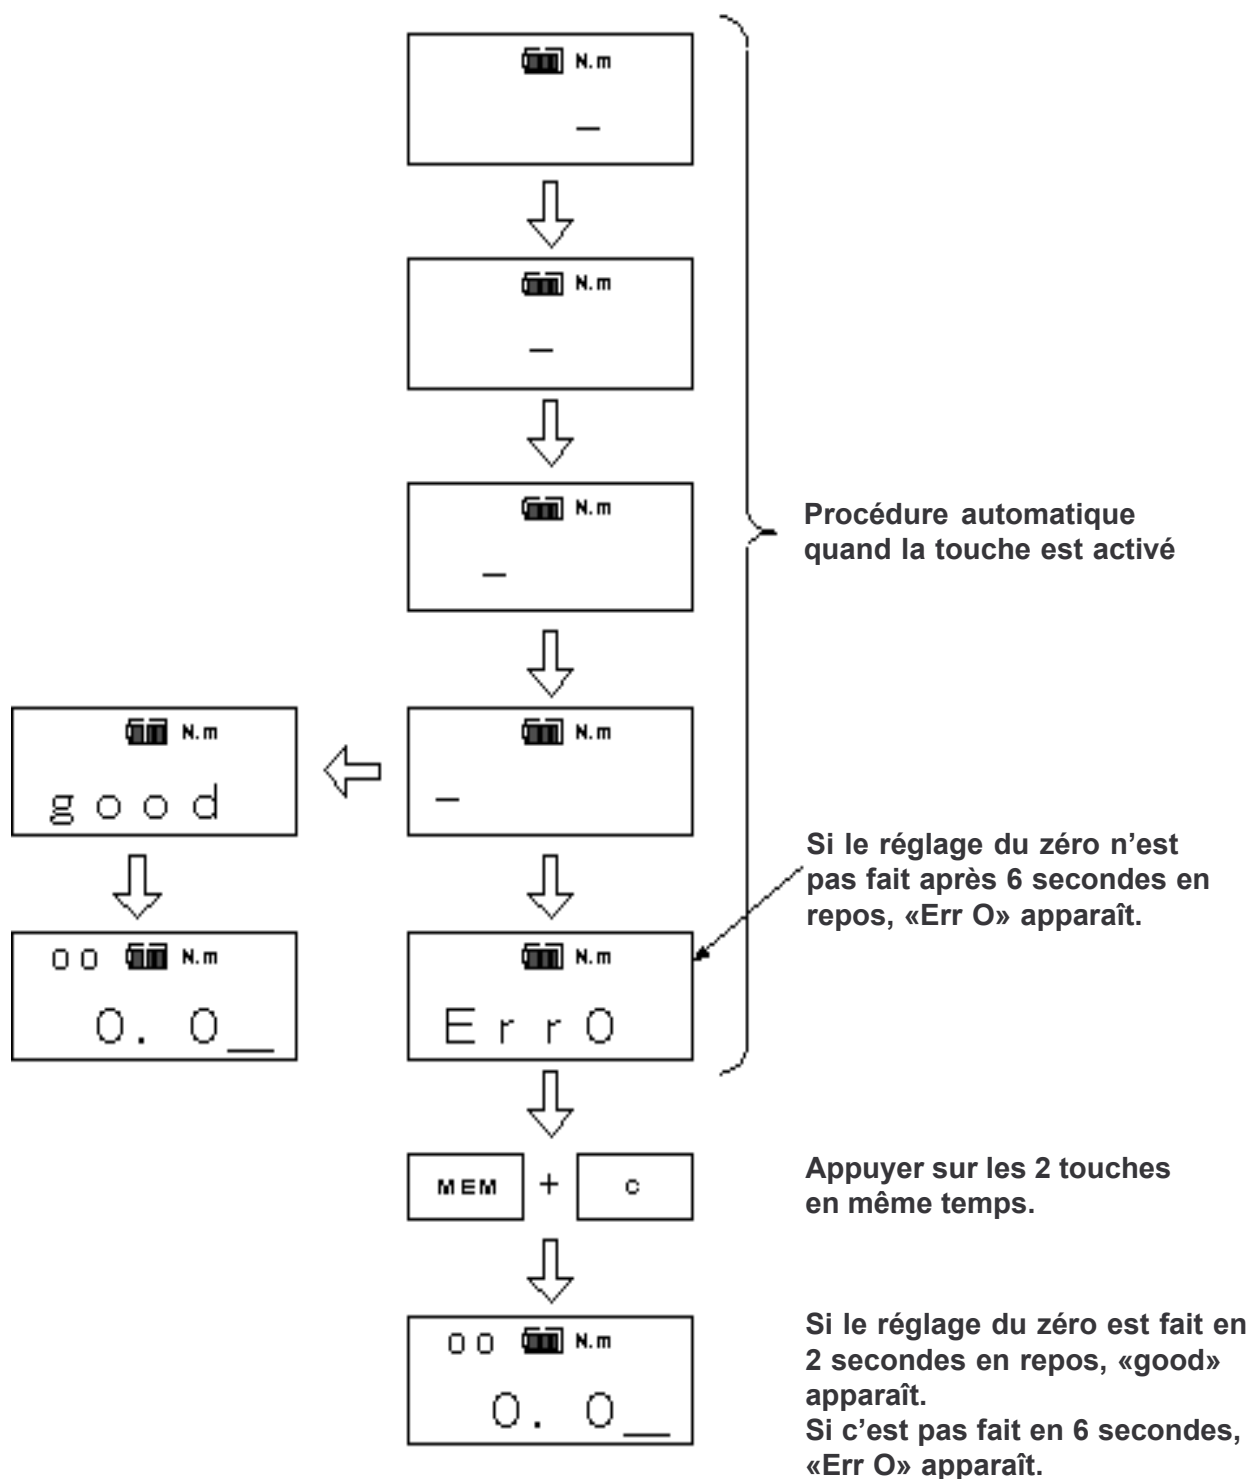 N.m
–
N.m
–
N.m
–
Procédure automatique
quand la touche est activé
N.m
good
N.m
–
Si le réglage du zéro n’est
pas fait après 6 secondes en
repos, «Err O» apparaît.
00 N.m
0. 0_
N.m
Err0
MEM + C
Appuyer sur les 2 touches
en même temps.
00 N.m
0. 0_
Si le réglage du zéro est fait en
2 secondes en repos, «good»
apparaît.
Si c’est pas fait en 6 secondes,
«Err O» apparaît.